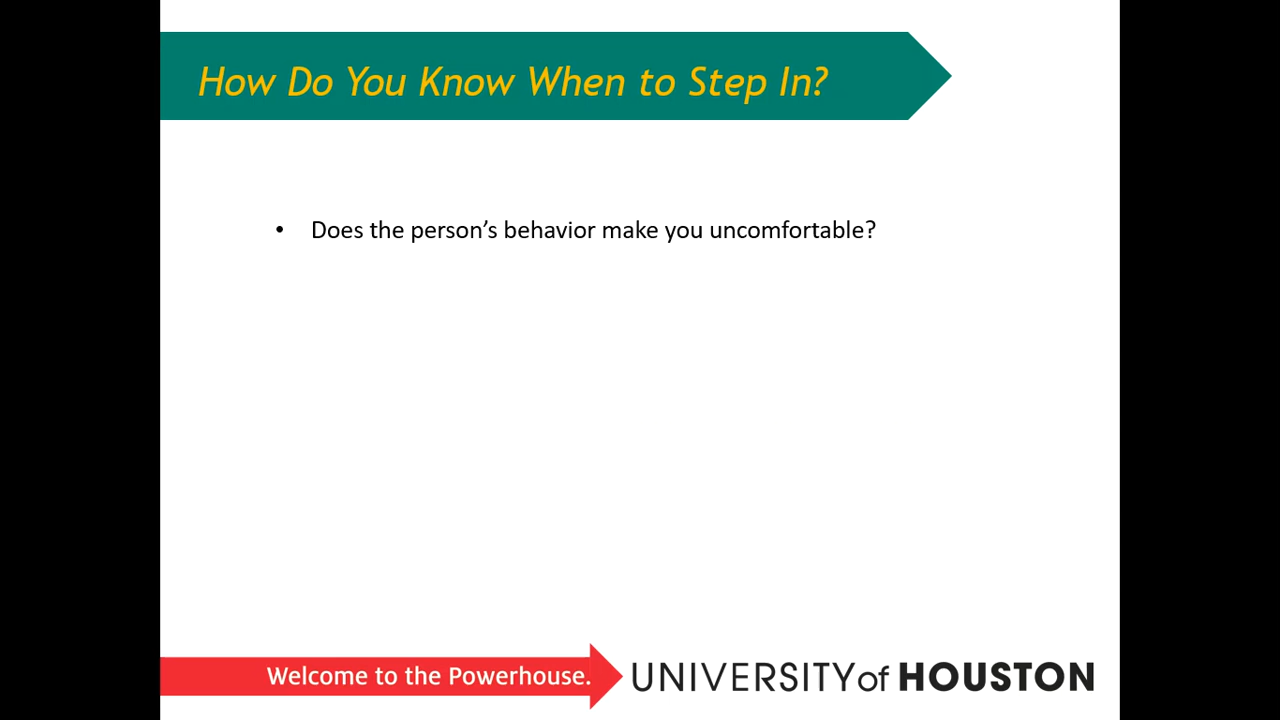 How Do You Know When to Step In?
• Does the person’s behavior make you uncomfortable?
Welcome to the Powerhouse.
UNIVERSITY of HOUSTON